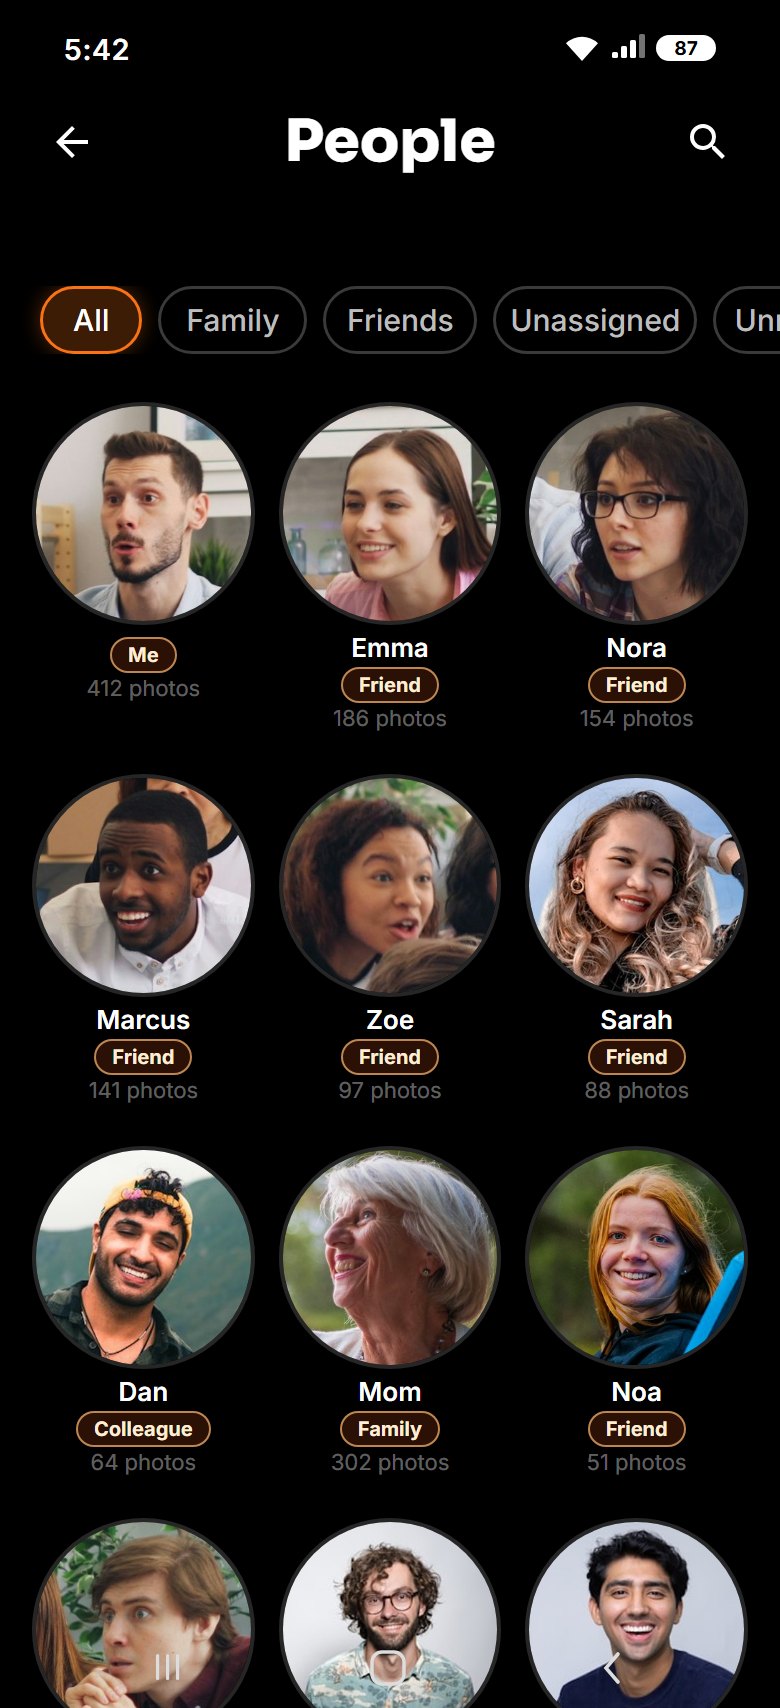 5:42 87
People
All Family Friends Unassigned
Me Emma Nora
412 photos Friend Friend
186 photos 154 photos
Marcus Zoe Sarah
Friend Friend Friend
141 photos 97 photos 88 photos
Dan Mom Noa
Colleague Family Friend
64 photos 302 photos 51 photos